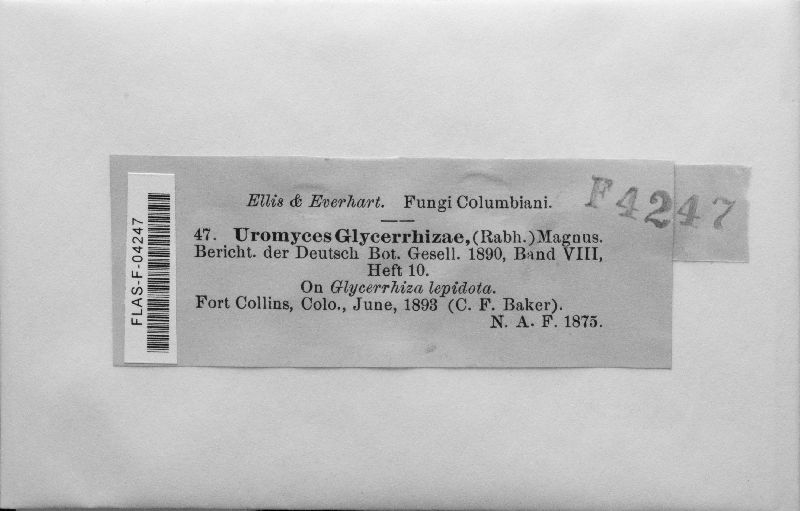 Ellis & Everhart. Fungi Columbiani.
47. Uromyces Glycerrhizae, (Rabh.) Magnus.
Bericht. der Deutsch Bot. Gesell. 1890, Band VIII,
Heft 10.
On Glycerrhiza lepidota.
Fort Collins, Colo., June, 1893 (C. F. Baker).
N. A. F. 1875.
F4247
FLAS-F-04247